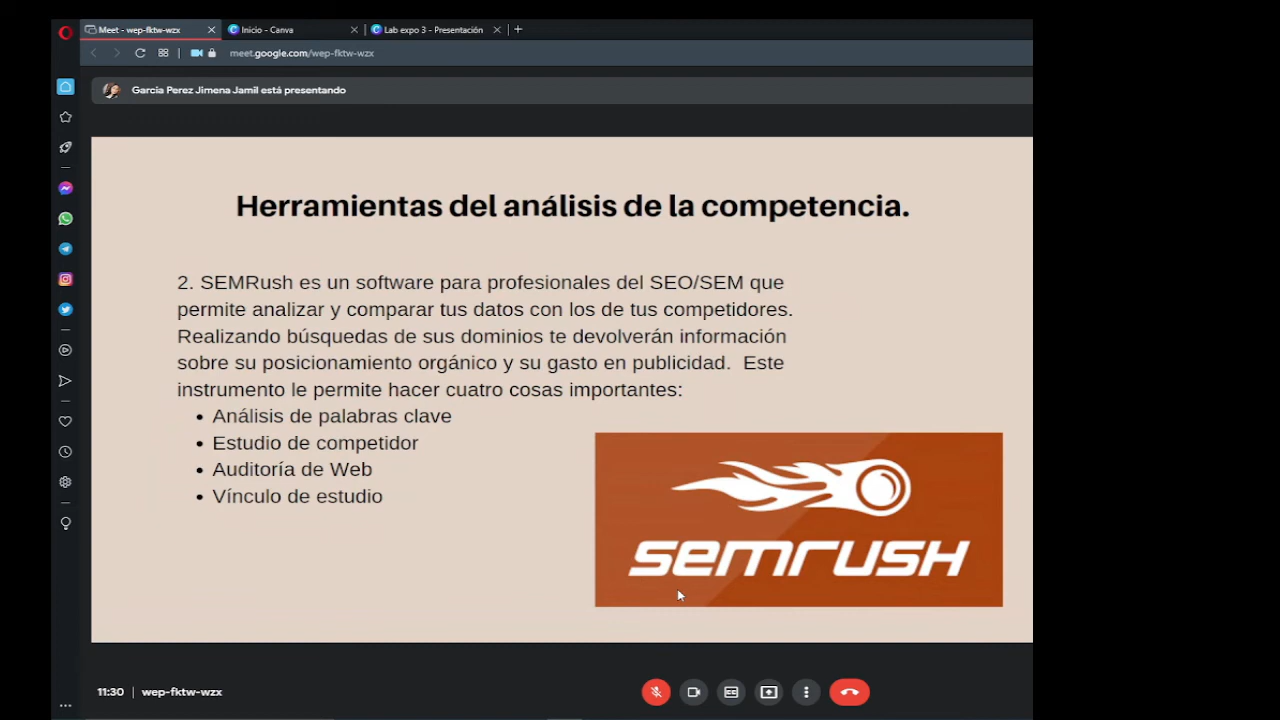 Meet - wep-fktw-wzx
Inicio - Canva
Lab expo 3 - Presentación
meet.google.com/wep-fktw-wzx
Garcia Perez Jimena Jamil está presentando
Herramientas del análisis de la competencia.
2. SEMRush es un software para profesionales del SEO/SEM que
permite analizar y comparar tus datos con los de tus competidores.
Realizando búsquedas de sus dominios te devolverán información
sobre su posicionamiento orgánico y su gasto en publicidad.  Este
instrumento le permite hacer cuatro cosas importantes:
• Análisis de palabras clave
• Estudio de competidor
• Auditoría de Web
• Vínculo de estudio
semrush
11:30 | wep-fktw-wzx